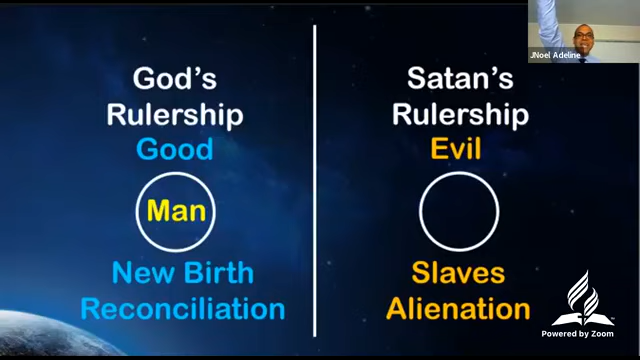 God's
Rulership
Good
Man
New Birth
Reconciliation
Satan's
Rulership
Evil
Slaves
Alienation
JNoel Adeline
Powered by Zoom